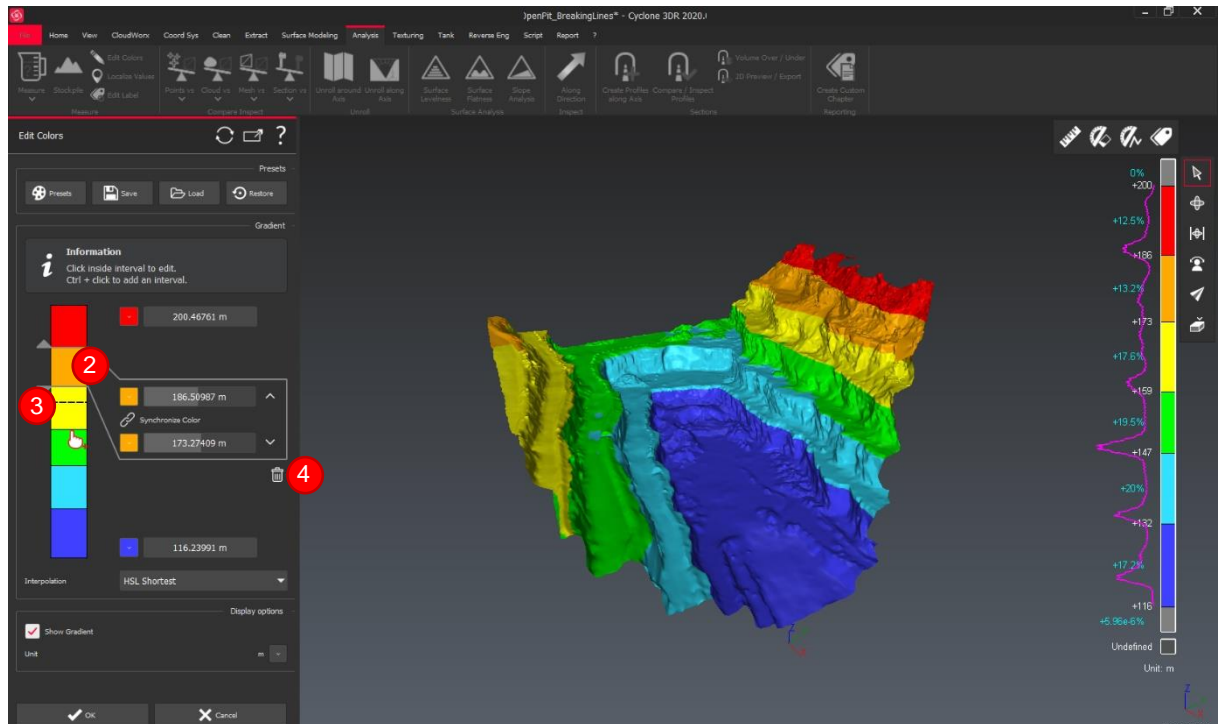 OpenPit_BreakingLines* - Cyclone 3DR 2020.
File Home View CloudWorx Coord Sys Clean Extract Surface Modeling Analysis Texturing Tank Reverse Eng Script Report ?
Edit Colors
Localize Values
Edit Label
Volume Over / Under
2D Preview / Export
Measure Stockpile Points vs Cloud vs Mesh vs Section vs Unroll around Axis Unroll along Axis Surface Levelness Surface Flatness Slope Analysis Along Direction Create Profiles along Axis Compare / Inspect Profiles Create Custom Chapter
Measure Compare Inspect Unroll Surface Analysis Inspect Sections Reporting
Edit Colors
?
Presets
Presets Save Load Restore
Gradient
Information
Click inside interval to edit.
Ctrl + click to add an interval.
200.46761 m
2
186.50987 m
3
Synchronize Color
173.27409 m
4
116.23991 m
Interpolation HSL Shortest
Display options
Show Gradient
Unit m
OK Cancel
0%
+200
+12.5%
+186
+13.2%
+173
+17.6%
+159
+19.5%
+147
+20%
+132
+17.2%
+116
+5.96e-6%
Undefined
Unit: m
Z
Z